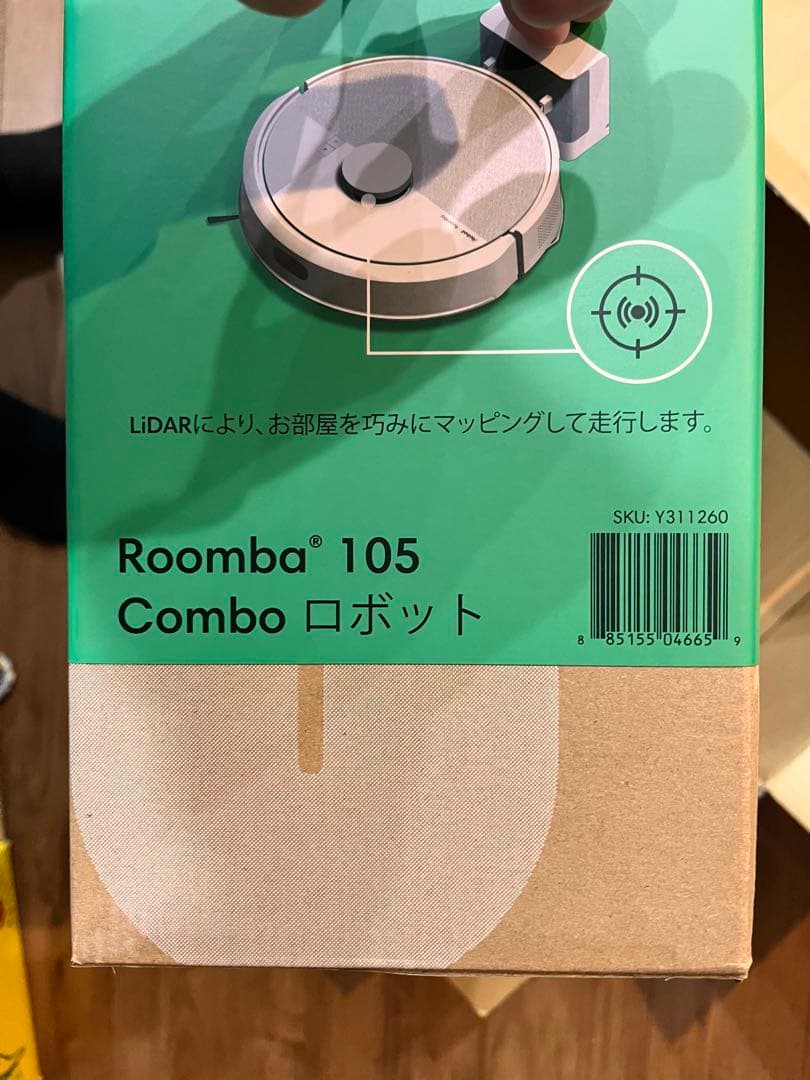 LiDARにより、お部屋を巧みにマッピングして走行します。
SKU: Y311260
Roomba® 105
Combo ロボット
8 85155 04665 9